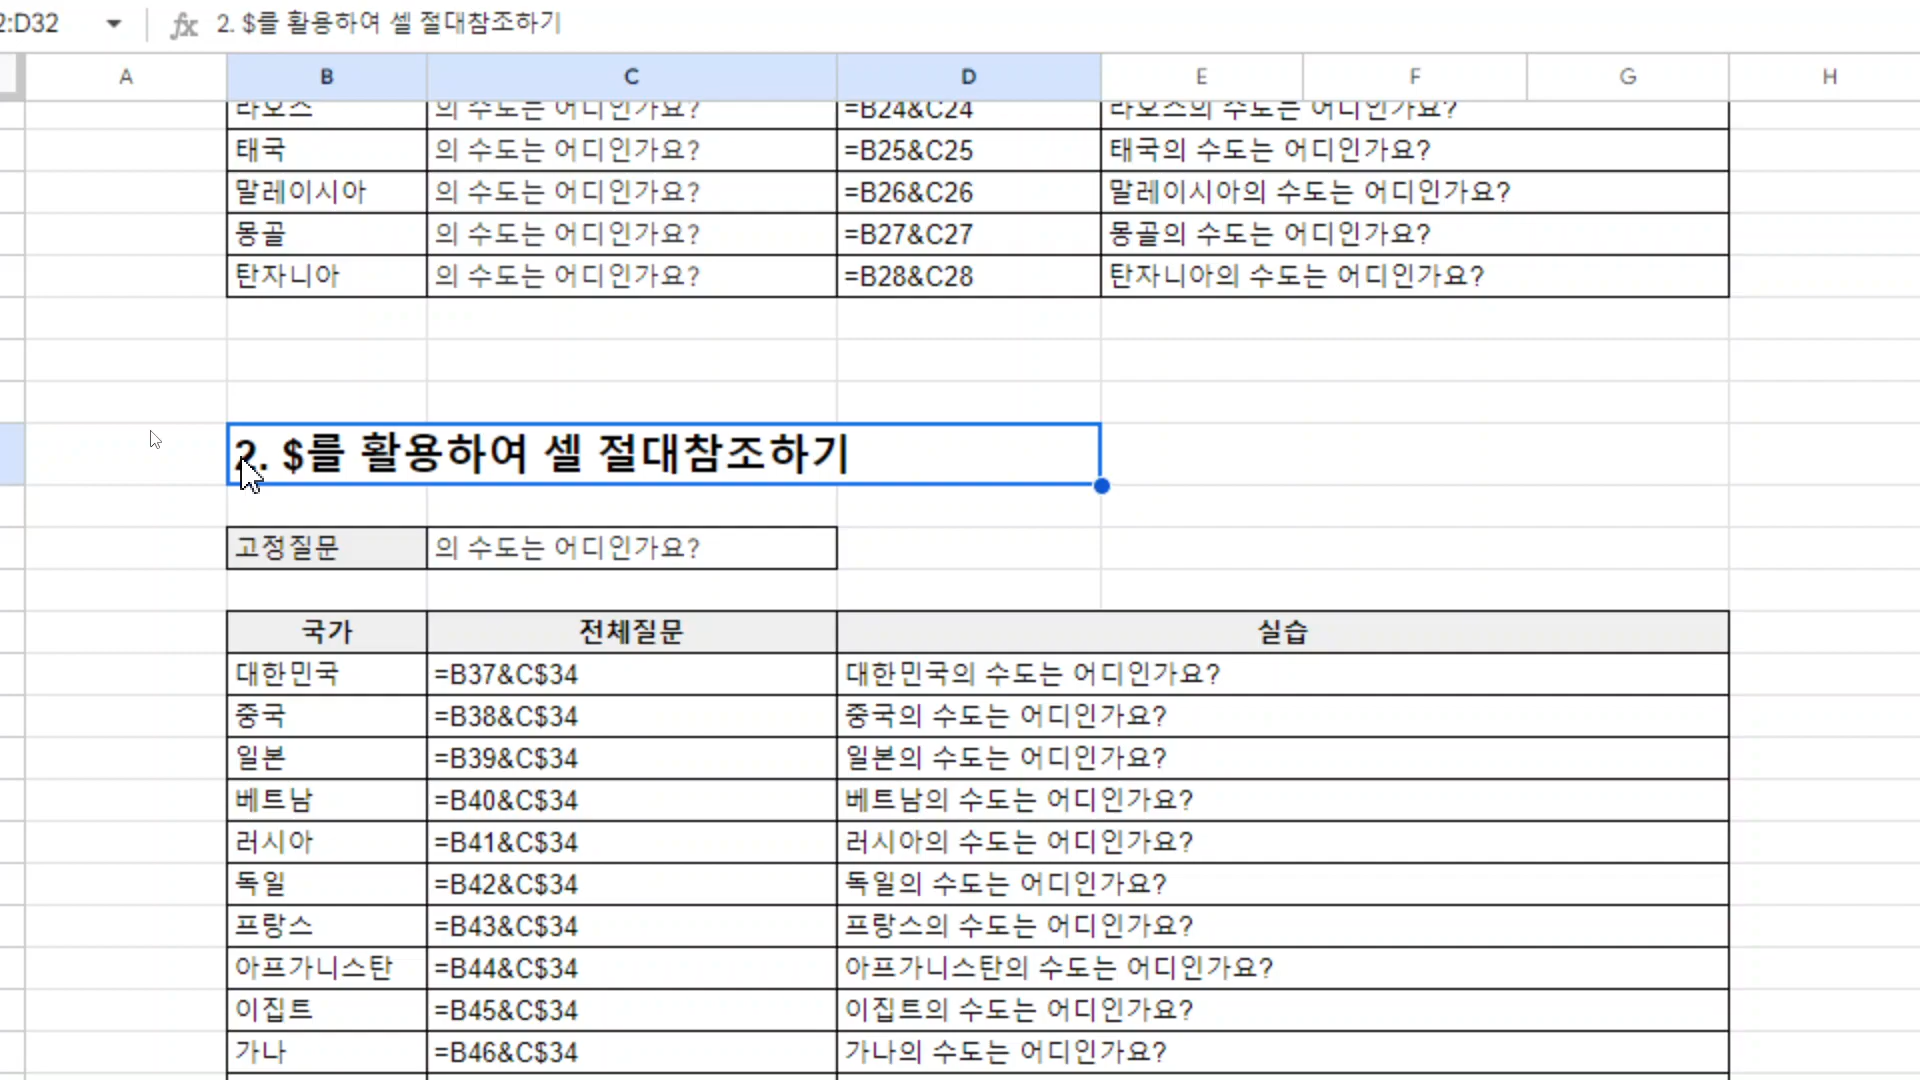 2:D32 fx 2. $를 활용하여 셀 절대참조하기
A B C D E F G H
라오스 의 수도는 어디인가요? =B24&C24 라오스의 수도는 어디인가요?
태국 의 수도는 어디인가요? =B25&C25 태국의 수도는 어디인가요?
말레이시아 의 수도는 어디인가요? =B26&C26 말레이시아의 수도는 어디인가요?
몽골 의 수도는 어디인가요? =B27&C27 몽골의 수도는 어디인가요?
탄자니아 의 수도는 어디인가요? =B28&C28 탄자니아의 수도는 어디인가요?
2. $를 활용하여 셀 절대참조하기
고정질문 의 수도는 어디인가요?
국가 전체질문 실습
대한민국 =B37&C$34 대한민국의 수도는 어디인가요?
중국 =B38&C$34 중국의 수도는 어디인가요?
일본 =B39&C$34 일본의 수도는 어디인가요?
베트남 =B40&C$34 베트남의 수도는 어디인가요?
러시아 =B41&C$34 러시아의 수도는 어디인가요?
독일 =B42&C$34 독일의 수도는 어디인가요?
프랑스 =B43&C$34 프랑스의 수도는 어디인가요?
아프가니스탄 =B44&C$34 아프가니스탄의 수도는 어디인가요?
이집트 =B45&C$34 이집트의 수도는 어디인가요?
가나 =B46&C$34 가나의 수도는 어디인가요?